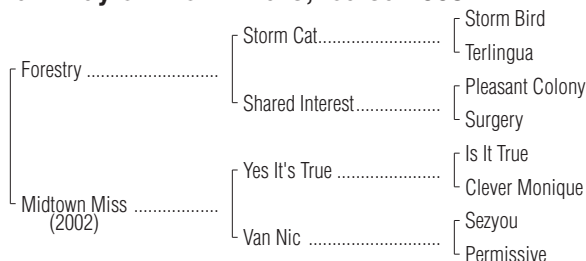 Storm Bird
Storm Cat
Terlingua
Forestry
Pleasant Colony
Shared Interest
Surgery
Is It True
Yes It's True
Clever Monique
Midtown Miss
(2002)
Sezyou
Van Nic
Permissive